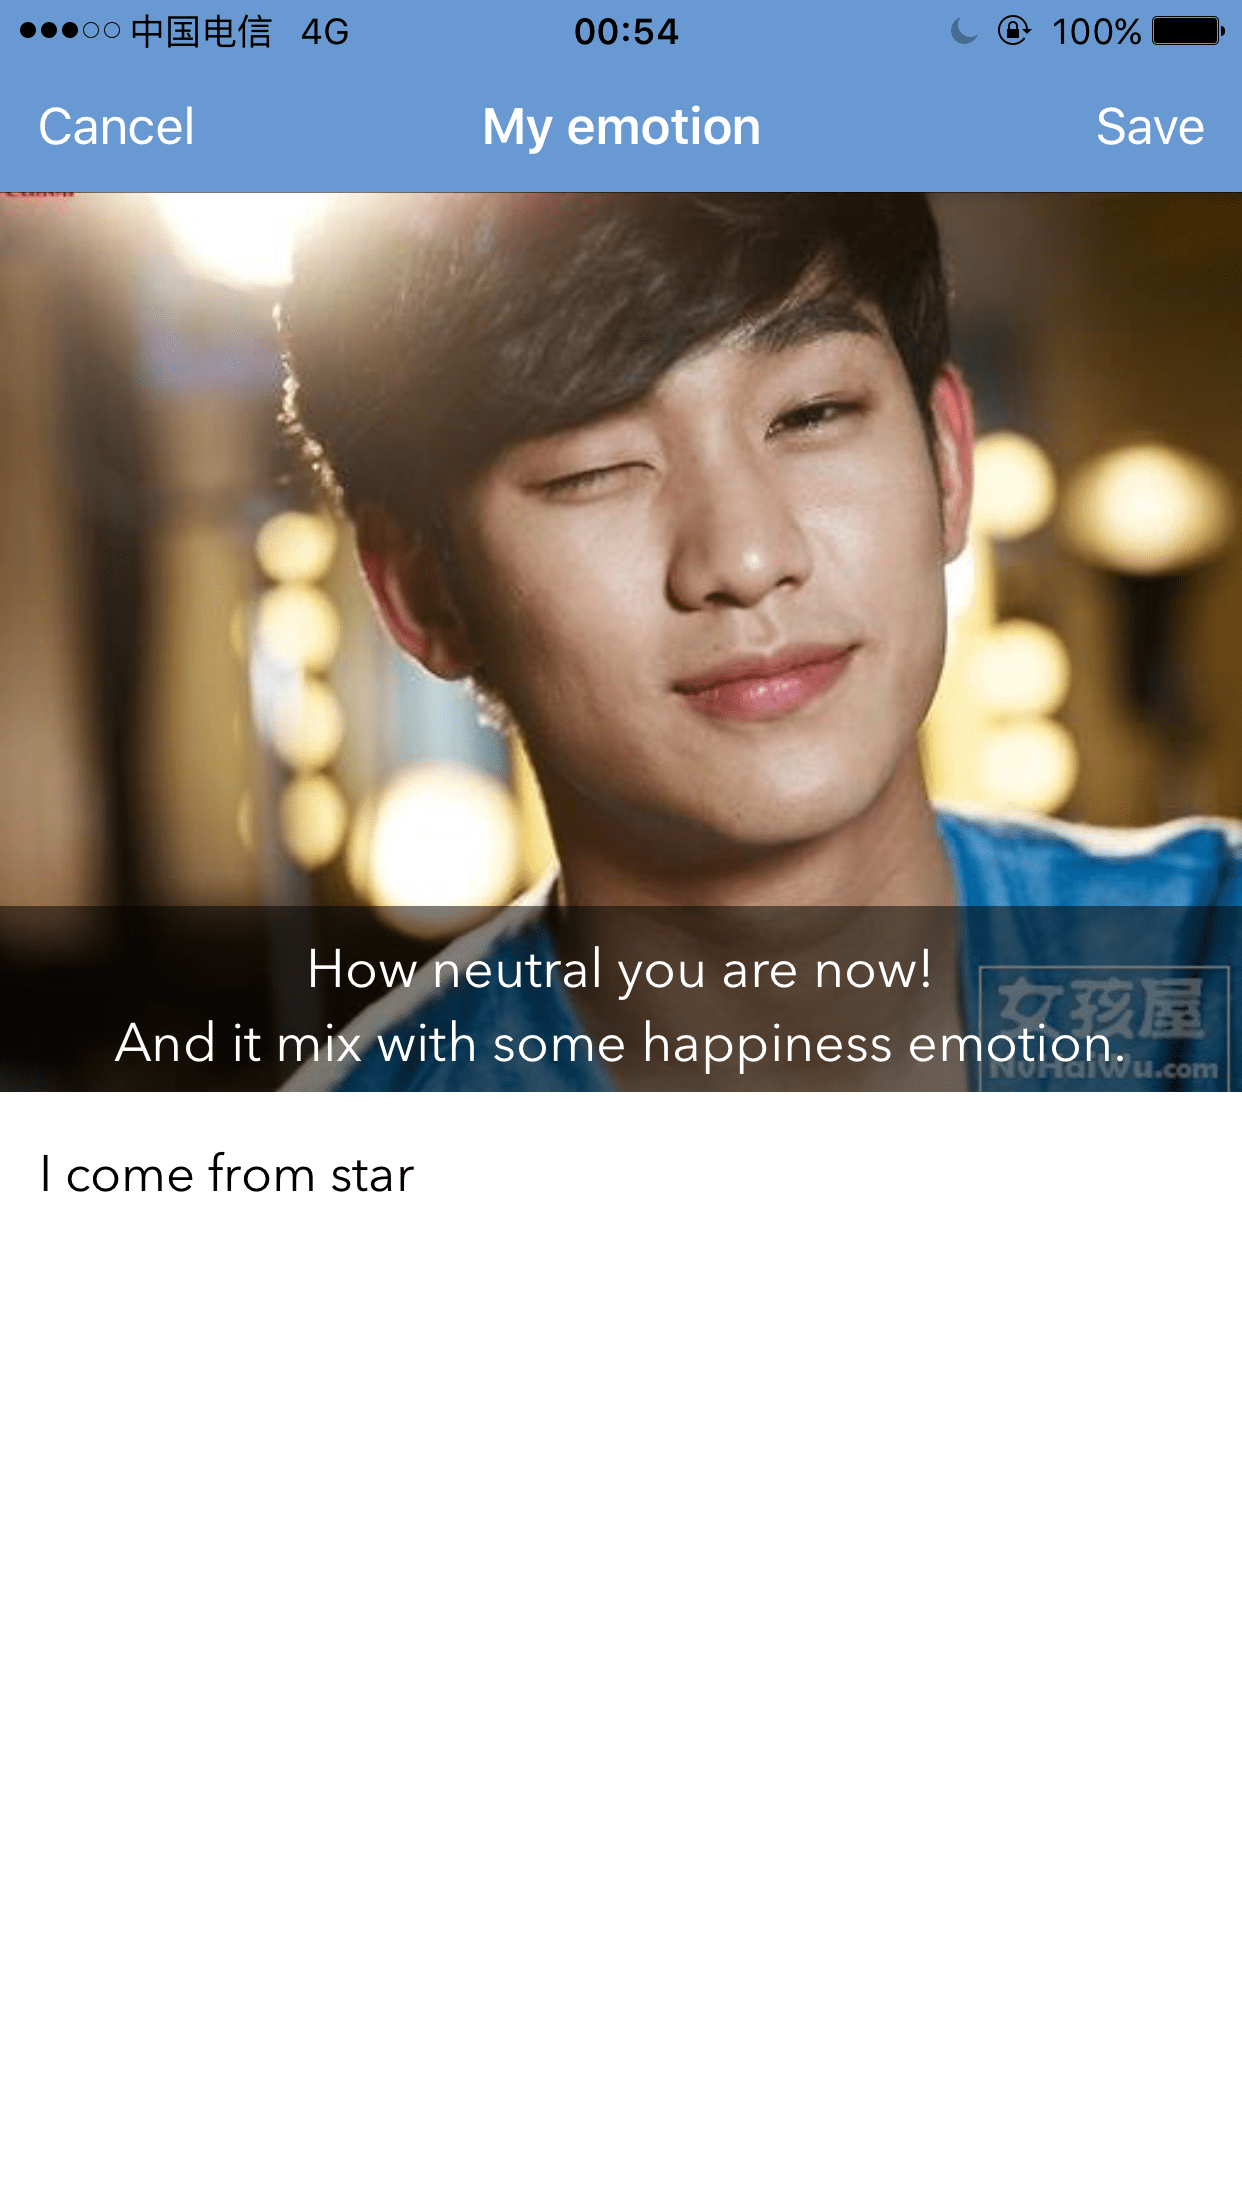 中国电信 4G 00:54 100%
Cancel My emotion Save
How neutral you are now!
And it mix with some happiness emotion.
女孩屋
NvHaiWu.com
I come from star